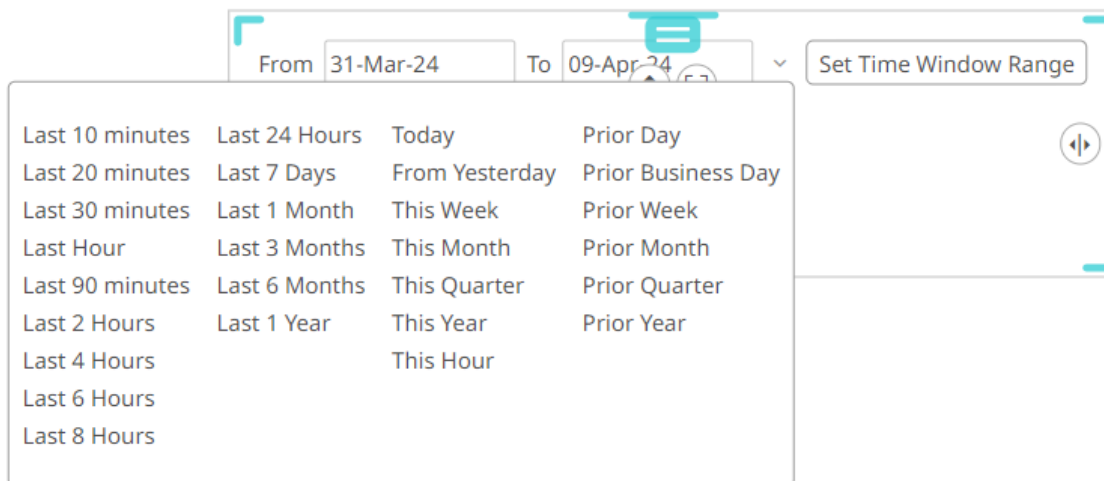 From 31-Mar-24 To 09-Apr-24 Set Time Window Range
Last 10 minutes Last 24 Hours Today Prior Day
Last 20 minutes Last 7 Days From Yesterday Prior Business Day
Last 30 minutes Last 1 Month This Week Prior Week
Last Hour Last 3 Months This Month Prior Month
Last 90 minutes Last 6 Months This Quarter Prior Quarter
Last 2 Hours Last 1 Year This Year Prior Year
Last 4 Hours This Hour
Last 6 Hours
Last 8 Hours